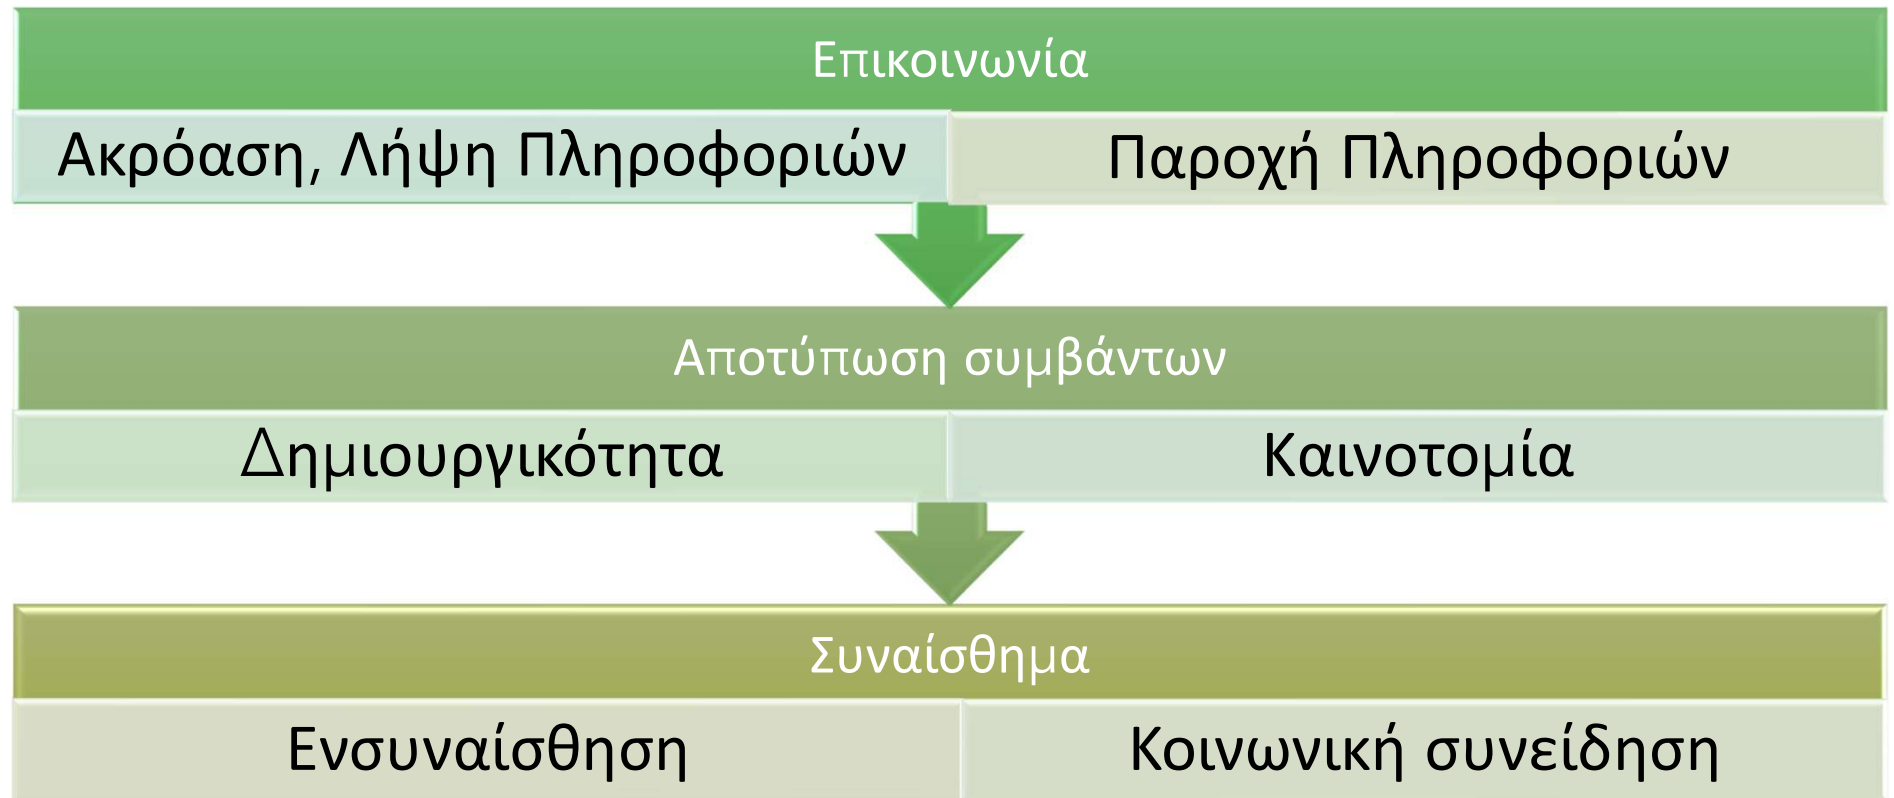 Επικοινωνία
Ακρόαση, Λήψη Πληροφοριών
Παροχή Πληροφοριών
Αποτύπωση συμβάντων
Δημιουργικότητα
Καινοτομία
Συναίσθημα
Ενσυναίσθηση
Κοινωνική συνείδηση